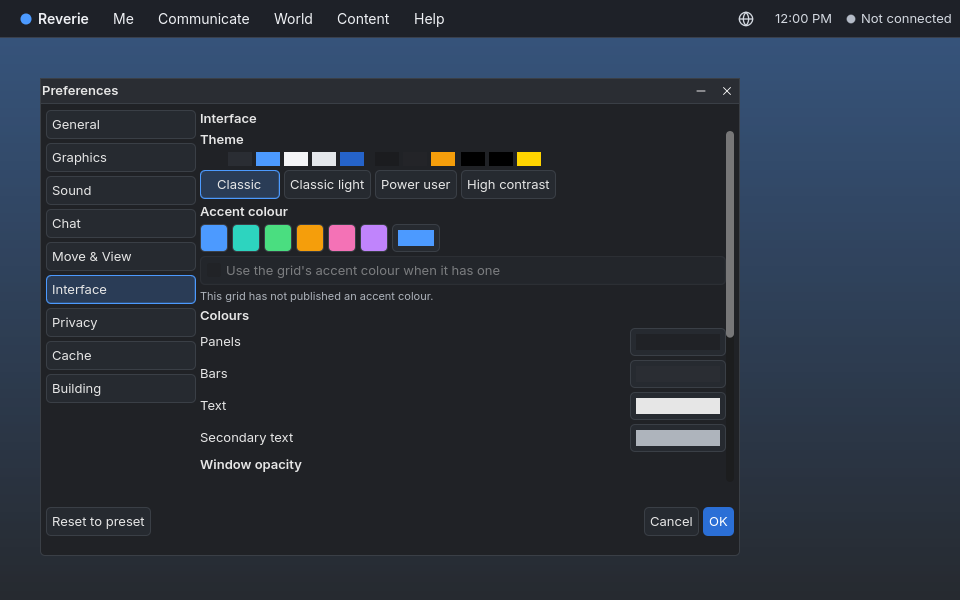 Reverie Me Communicate World Content Help 12:00 PM Not connected
Preferences
General
Graphics
Sound
Chat
Move & View
Interface
Privacy
Cache
Building
Interface
Theme
Classic Classic light Power user High contrast
Accent colour
Use the grid's accent colour when it has one
This grid has not published an accent colour.
Colours
Panels
Bars
Text
Secondary text
Window opacity
Reset to preset Cancel OK